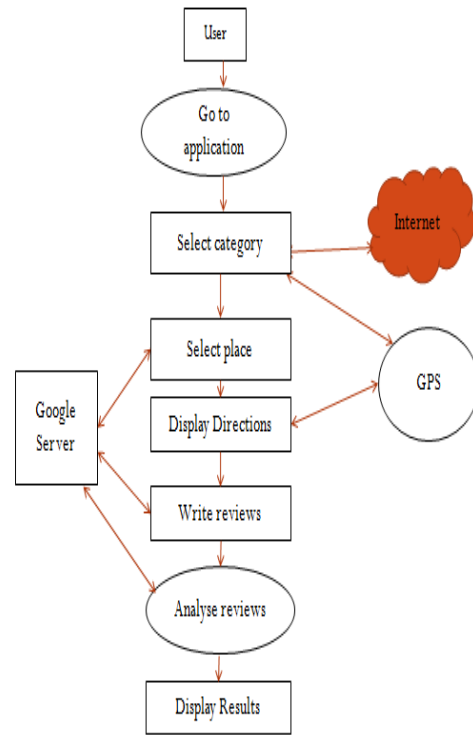 User
Go to
application
Select category
Internet
Select place
GPS
Google
Server
Display Directions
Write reviews
Analyse reviews
Display Results